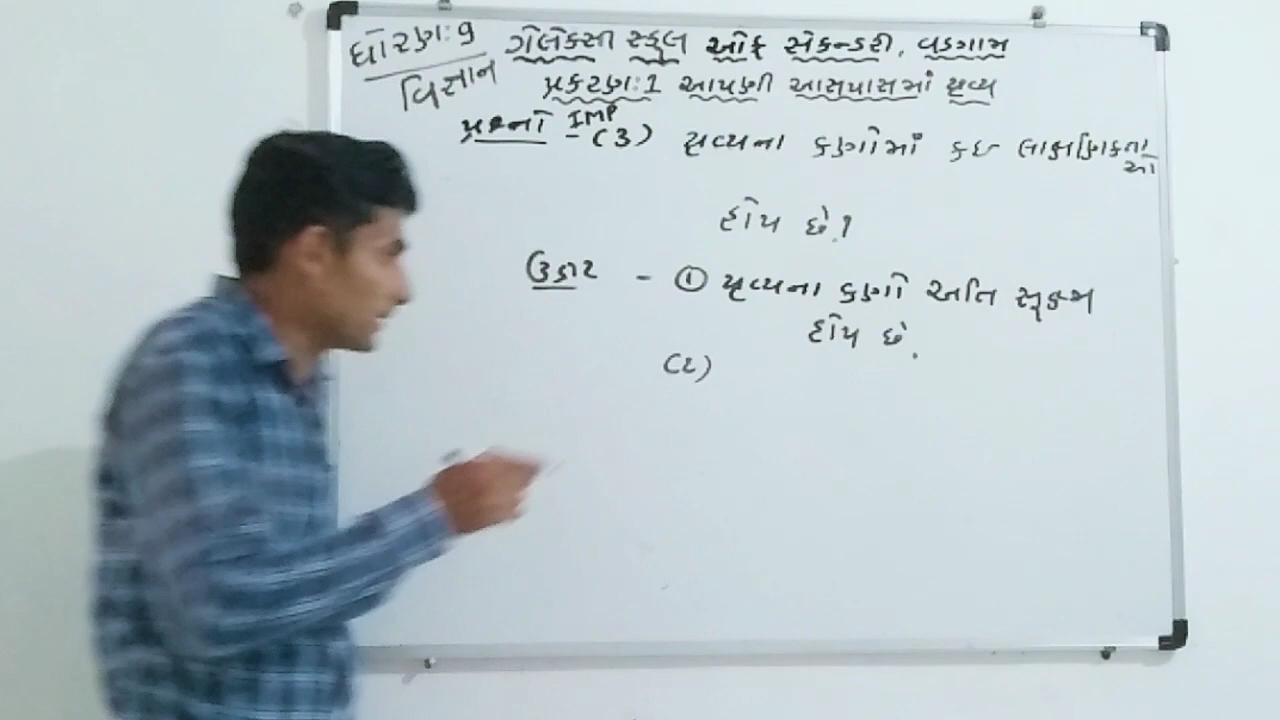 ધોરણ:9
વિજ્ઞાન
ગેલેક્સી સ્કુલ ઓફ સેકન્ડરી, વડગામ
પ્રકરણ:1 આપણી આસપાસમાં દ્રવ્ય
પ્રશ્નો IMP -(3) દ્રવ્યના કણોમાં કઇ લાક્ષણિકતાઓ
હોય છે?
ઉત્તર - ① દ્રવ્યના કણો અતિ સૂક્ષ્મ
હોય છે.
(૨)